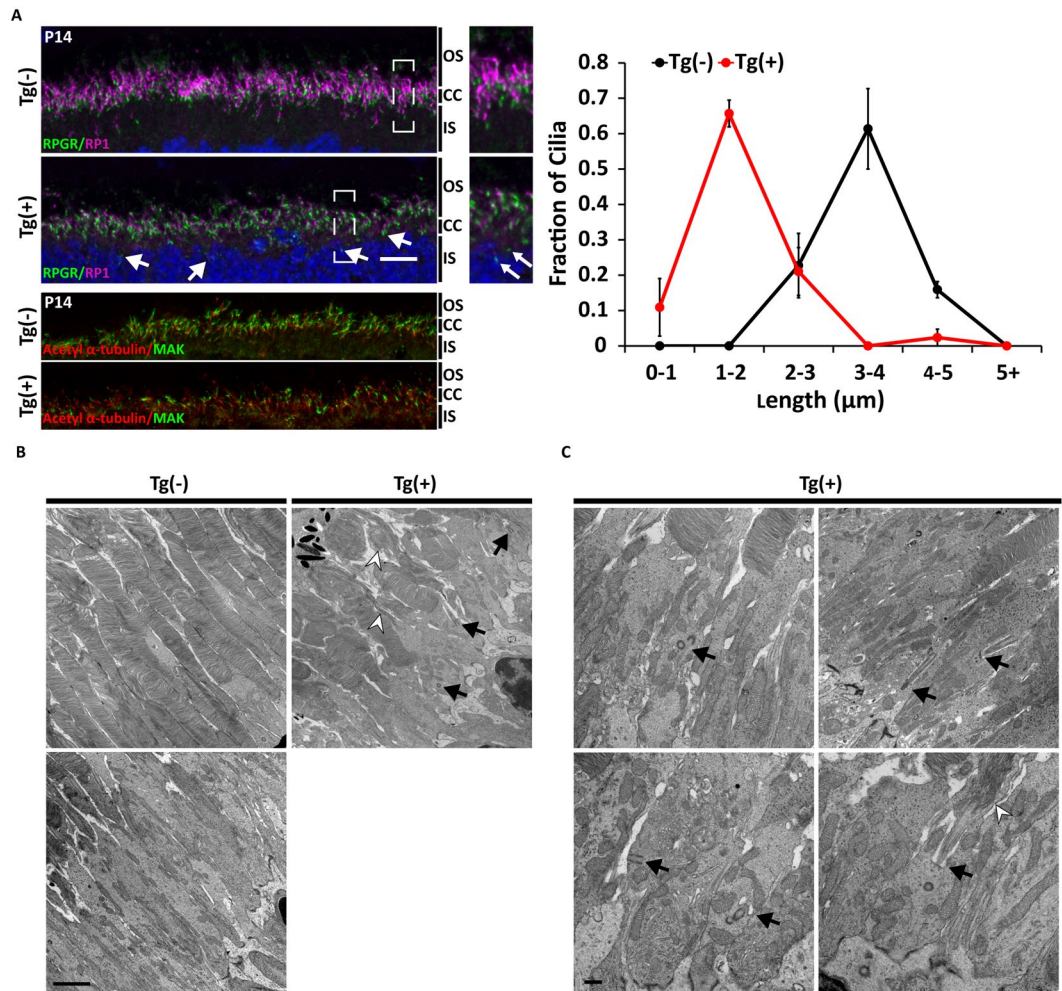 A
P14
Tg(-)
RPGR/RP1
OS
CC
IS
Tg(+)
RPGR/RP1
OS
CC
IS
P14
Tg(-)
Acetyl α-tubulin/MAK
OS
CC
IS
Tg(+)
Acetyl α-tubulin/MAK
OS
CC
IS
Tg(-) Tg(+)
Fraction of Cilia
0.8
0.7
0.6
0.5
0.4
0.3
0.2
0.1
0
0-1 1-2 2-3 3-4 4-5 5+
Length (μm)
B
Tg(-) Tg(+)
C
Tg(+)